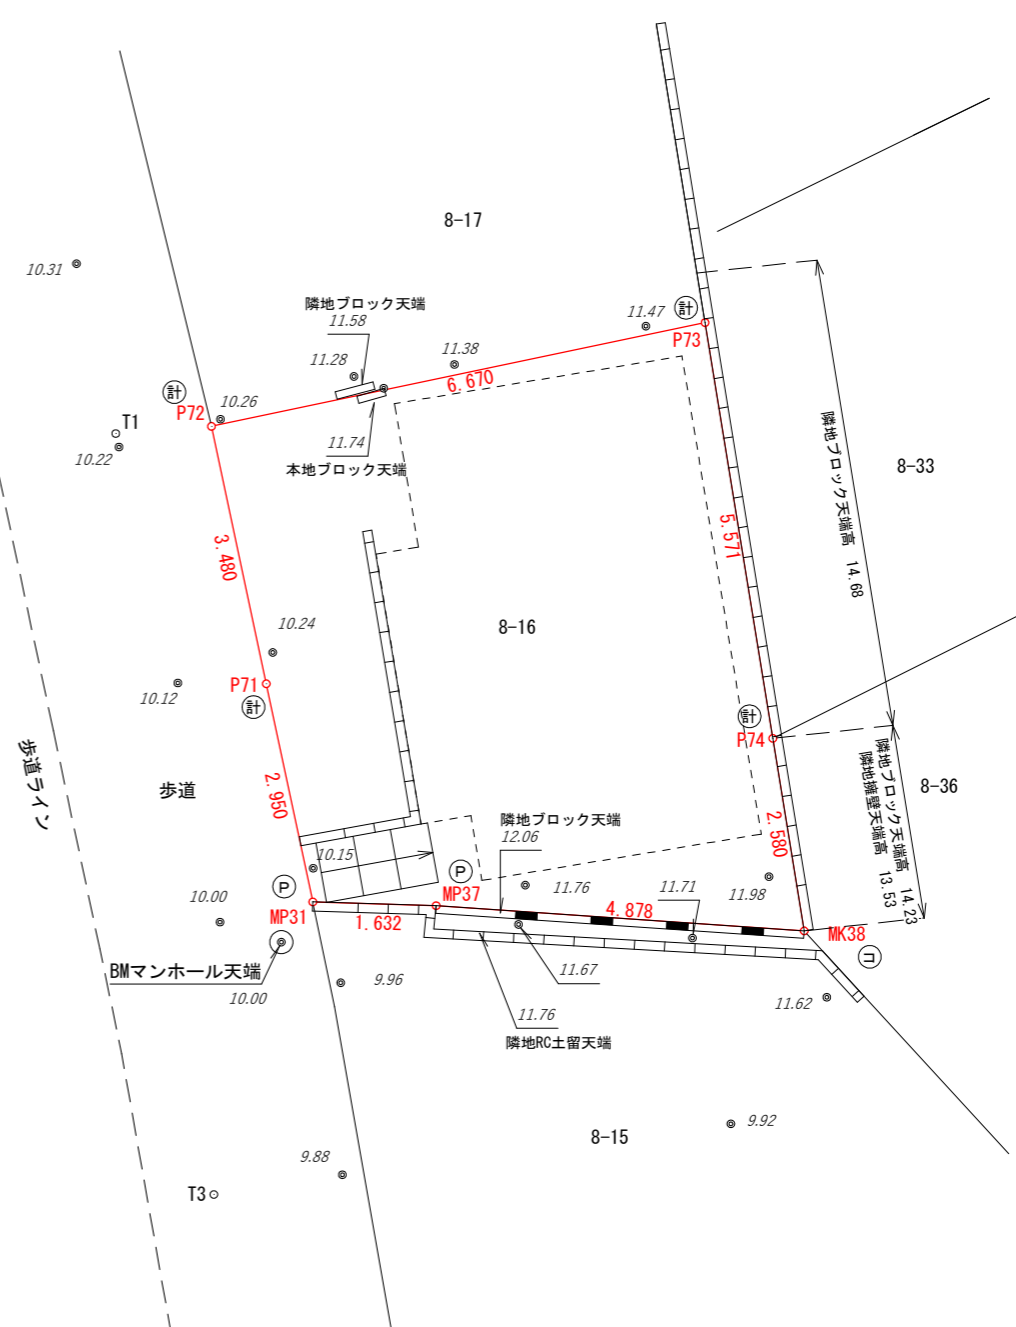 8-17
10.31
隣地ブロック天端
11.58
11.47
計
P73
11.38
11.28
6.670
計
P72
10.26
T1
10.22
11.74
本地ブロック天端
隣地ブロック天端高 14.68
8-33
3.480
5.571
10.24
8-16
P71
計
10.12
計
P74
歩道ライン
歩道
2.950
隣地ブロック天端高 14.23
隣地擁壁天端高 13.53
8-36
隣地ブロック天端
12.06
2.580
10.15
P
P
MP37
11.76
11.71
11.98
10.00
MP31
1.632
4.878
MK38
コ
BMマンホール天端
10.00
9.96
11.67
11.62
11.76
隣地RC土留天端
8-15
9.92
9.88
T3